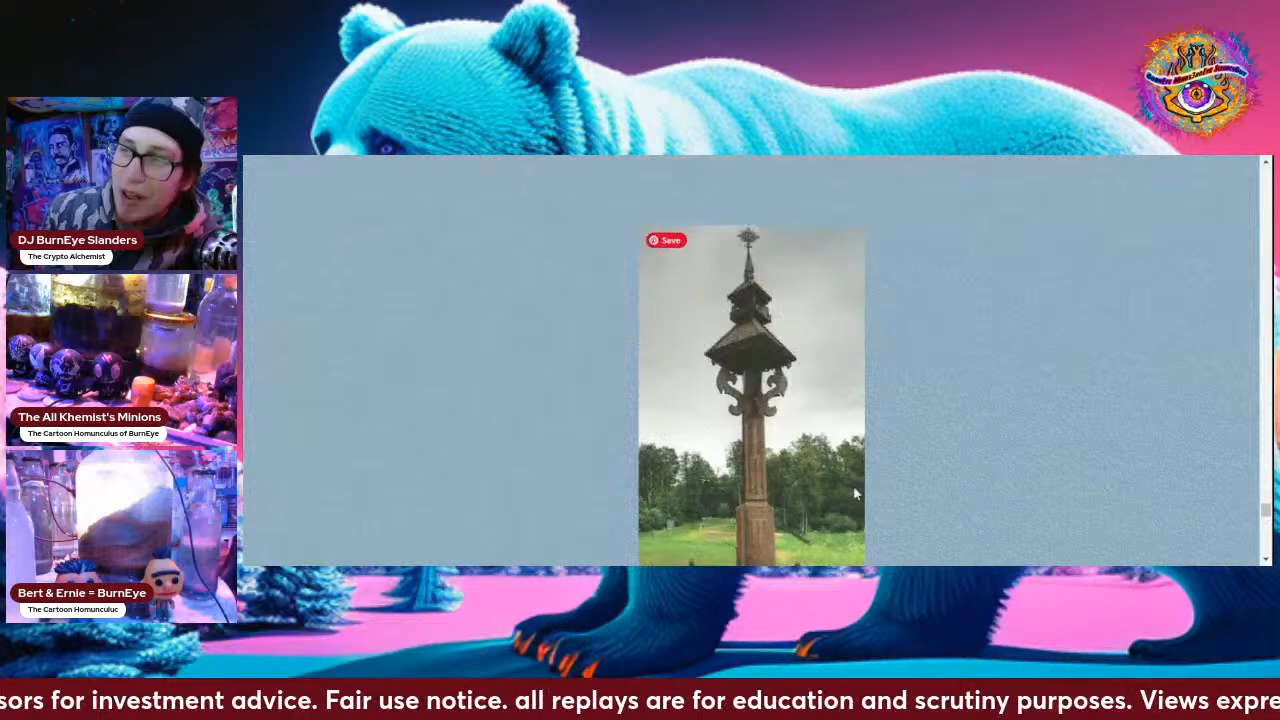 DJ BurnEye Slanders
The Crypto Alchemist
Save
The All Khemist's Minions
The Cartoon Homunculus of BurnEye
Bert & Ernie = BurnEye
The Cartoon Homunculuc
sors for investment advice. Fair use notice. all replays are for education and scrutiny purposes. Views expre